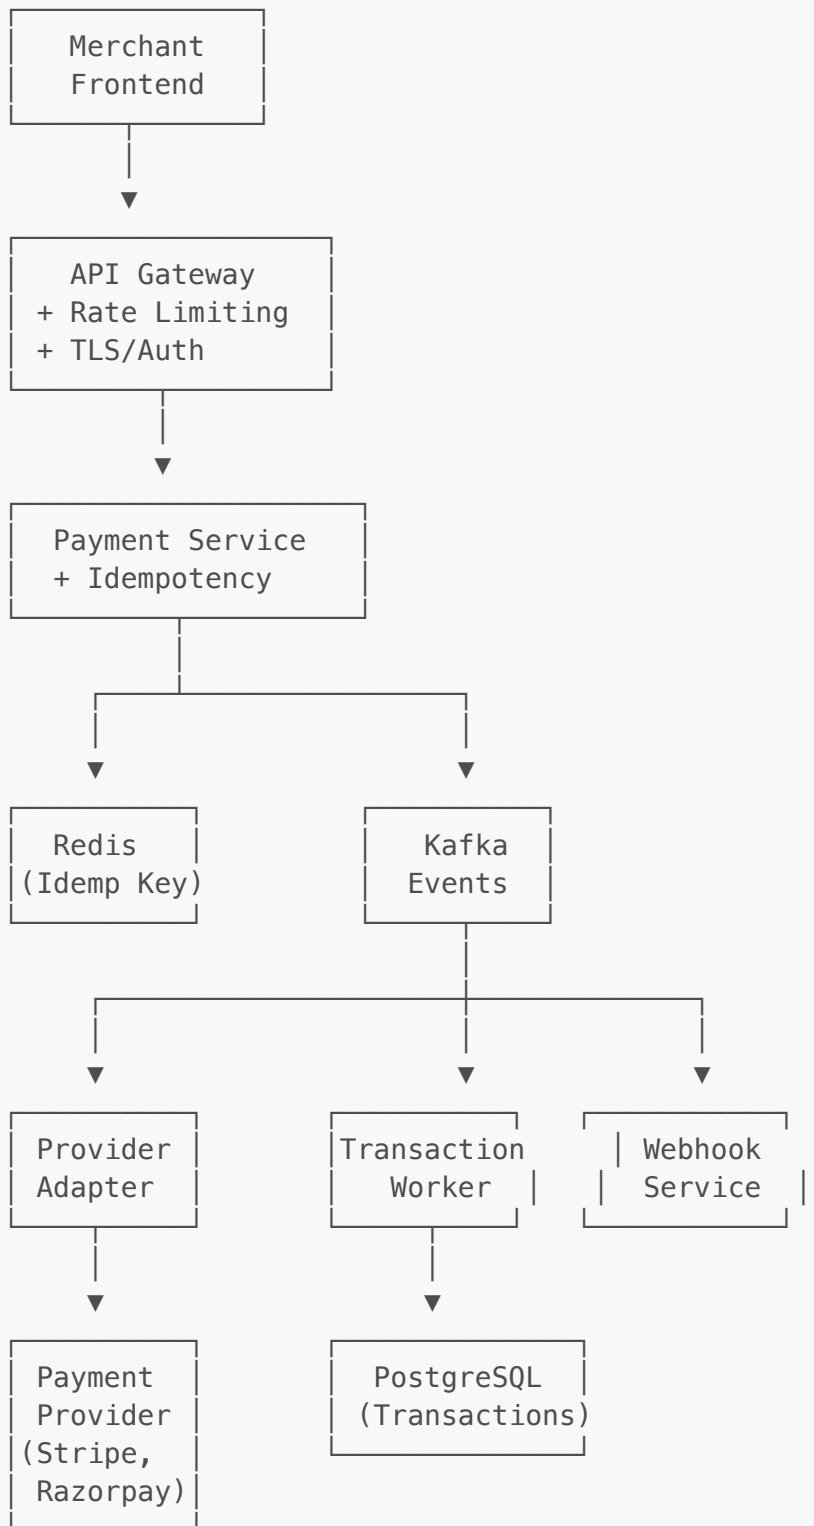 Merchant
Frontend
API Gateway
+ Rate Limiting
+ TLS/Auth
Payment Service
+ Idempotency
Redis
(Idemp Key)
Kafka
Events
Provider
Adapter
Transaction
Worker
Webhook
Service
Payment
Provider
(Stripe,
Razorpay)
PostgreSQL
(Transactions)